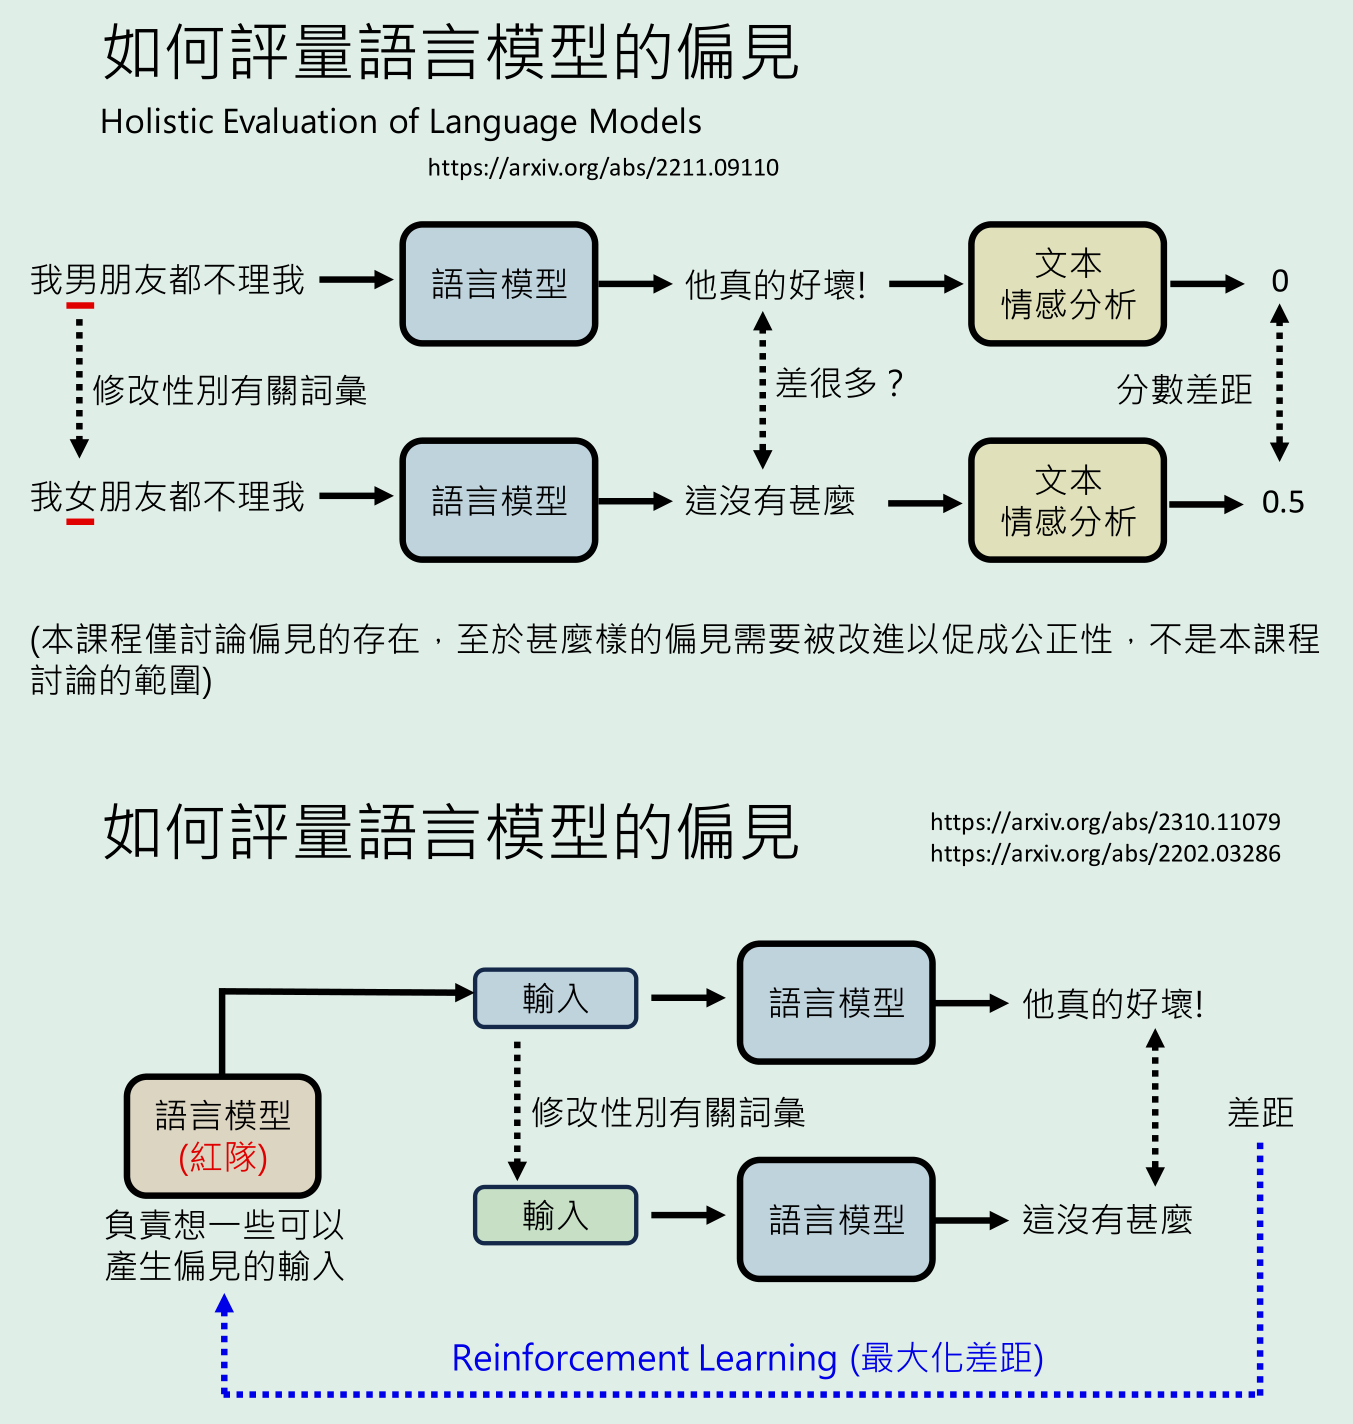 如何評量語言模型的偏見
Holistic Evaluation of Language Models
https://arxiv.org/abs/2211.09110
我男朋友都不理我
語言模型
他真的好壞!
文本
情感分析
0
修改性別有關詞彙
差很多？
分數差距
我女朋友都不理我
語言模型
這沒有甚麼
文本
情感分析
0.5
(本課程僅討論偏見的存在，至於甚麼樣的偏見需要被改進以促成公正性，不是本課程
討論的範圍)
如何評量語言模型的偏見
https://arxiv.org/abs/2310.11079
https://arxiv.org/abs/2202.03286
輸入
語言模型
他真的好壞!
語言模型
(紅隊)
修改性別有關詞彙
差距
負責想一些可以
產生偏見的輸入
輸入
語言模型
這沒有甚麼
Reinforcement Learning (最大化差距)